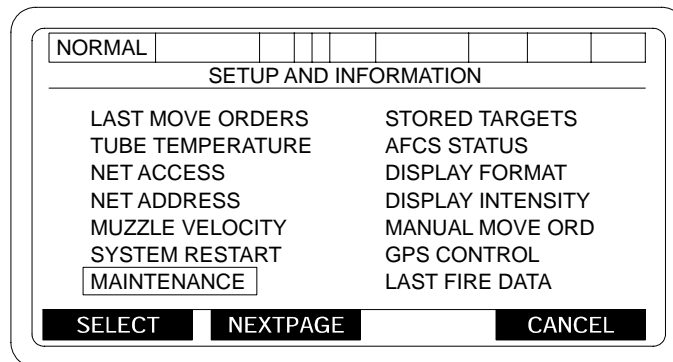 NORMAL
SETUP AND INFORMATION
LAST MOVE ORDERS STORED TARGETS
TUBE TEMPERATURE AFCS STATUS
NET ACCESS DISPLAY FORMAT
NET ADDRESS DISPLAY INTENSITY
MUZZLE VELOCITY MANUAL MOVE ORD
SYSTEM RESTART GPS CONTROL
MAINTENANCE LAST FIRE DATA
SELECT NEXTPAGE CANCEL